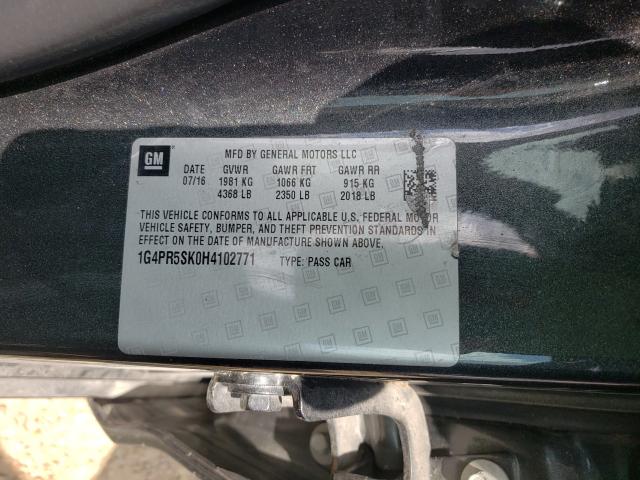 GM
MFD BY GENERAL MOTORS LLC
DATE GVWR GAWR FRT GAWR RR
07/16 1981 KG 1066 KG 915 KG
4368 LB 2350 LB 2018 LB
THIS VEHICLE CONFORMS TO ALL APPLICABLE U.S. FEDERAL MOTOR
VEHICLE SAFETY, BUMPER, AND THEFT PREVENTION STANDARDS IN
EFFECT ON THE DATE OF MANUFACTURE SHOWN ABOVE.
1G4PR5SK0H4102771 TYPE: PASS CAR